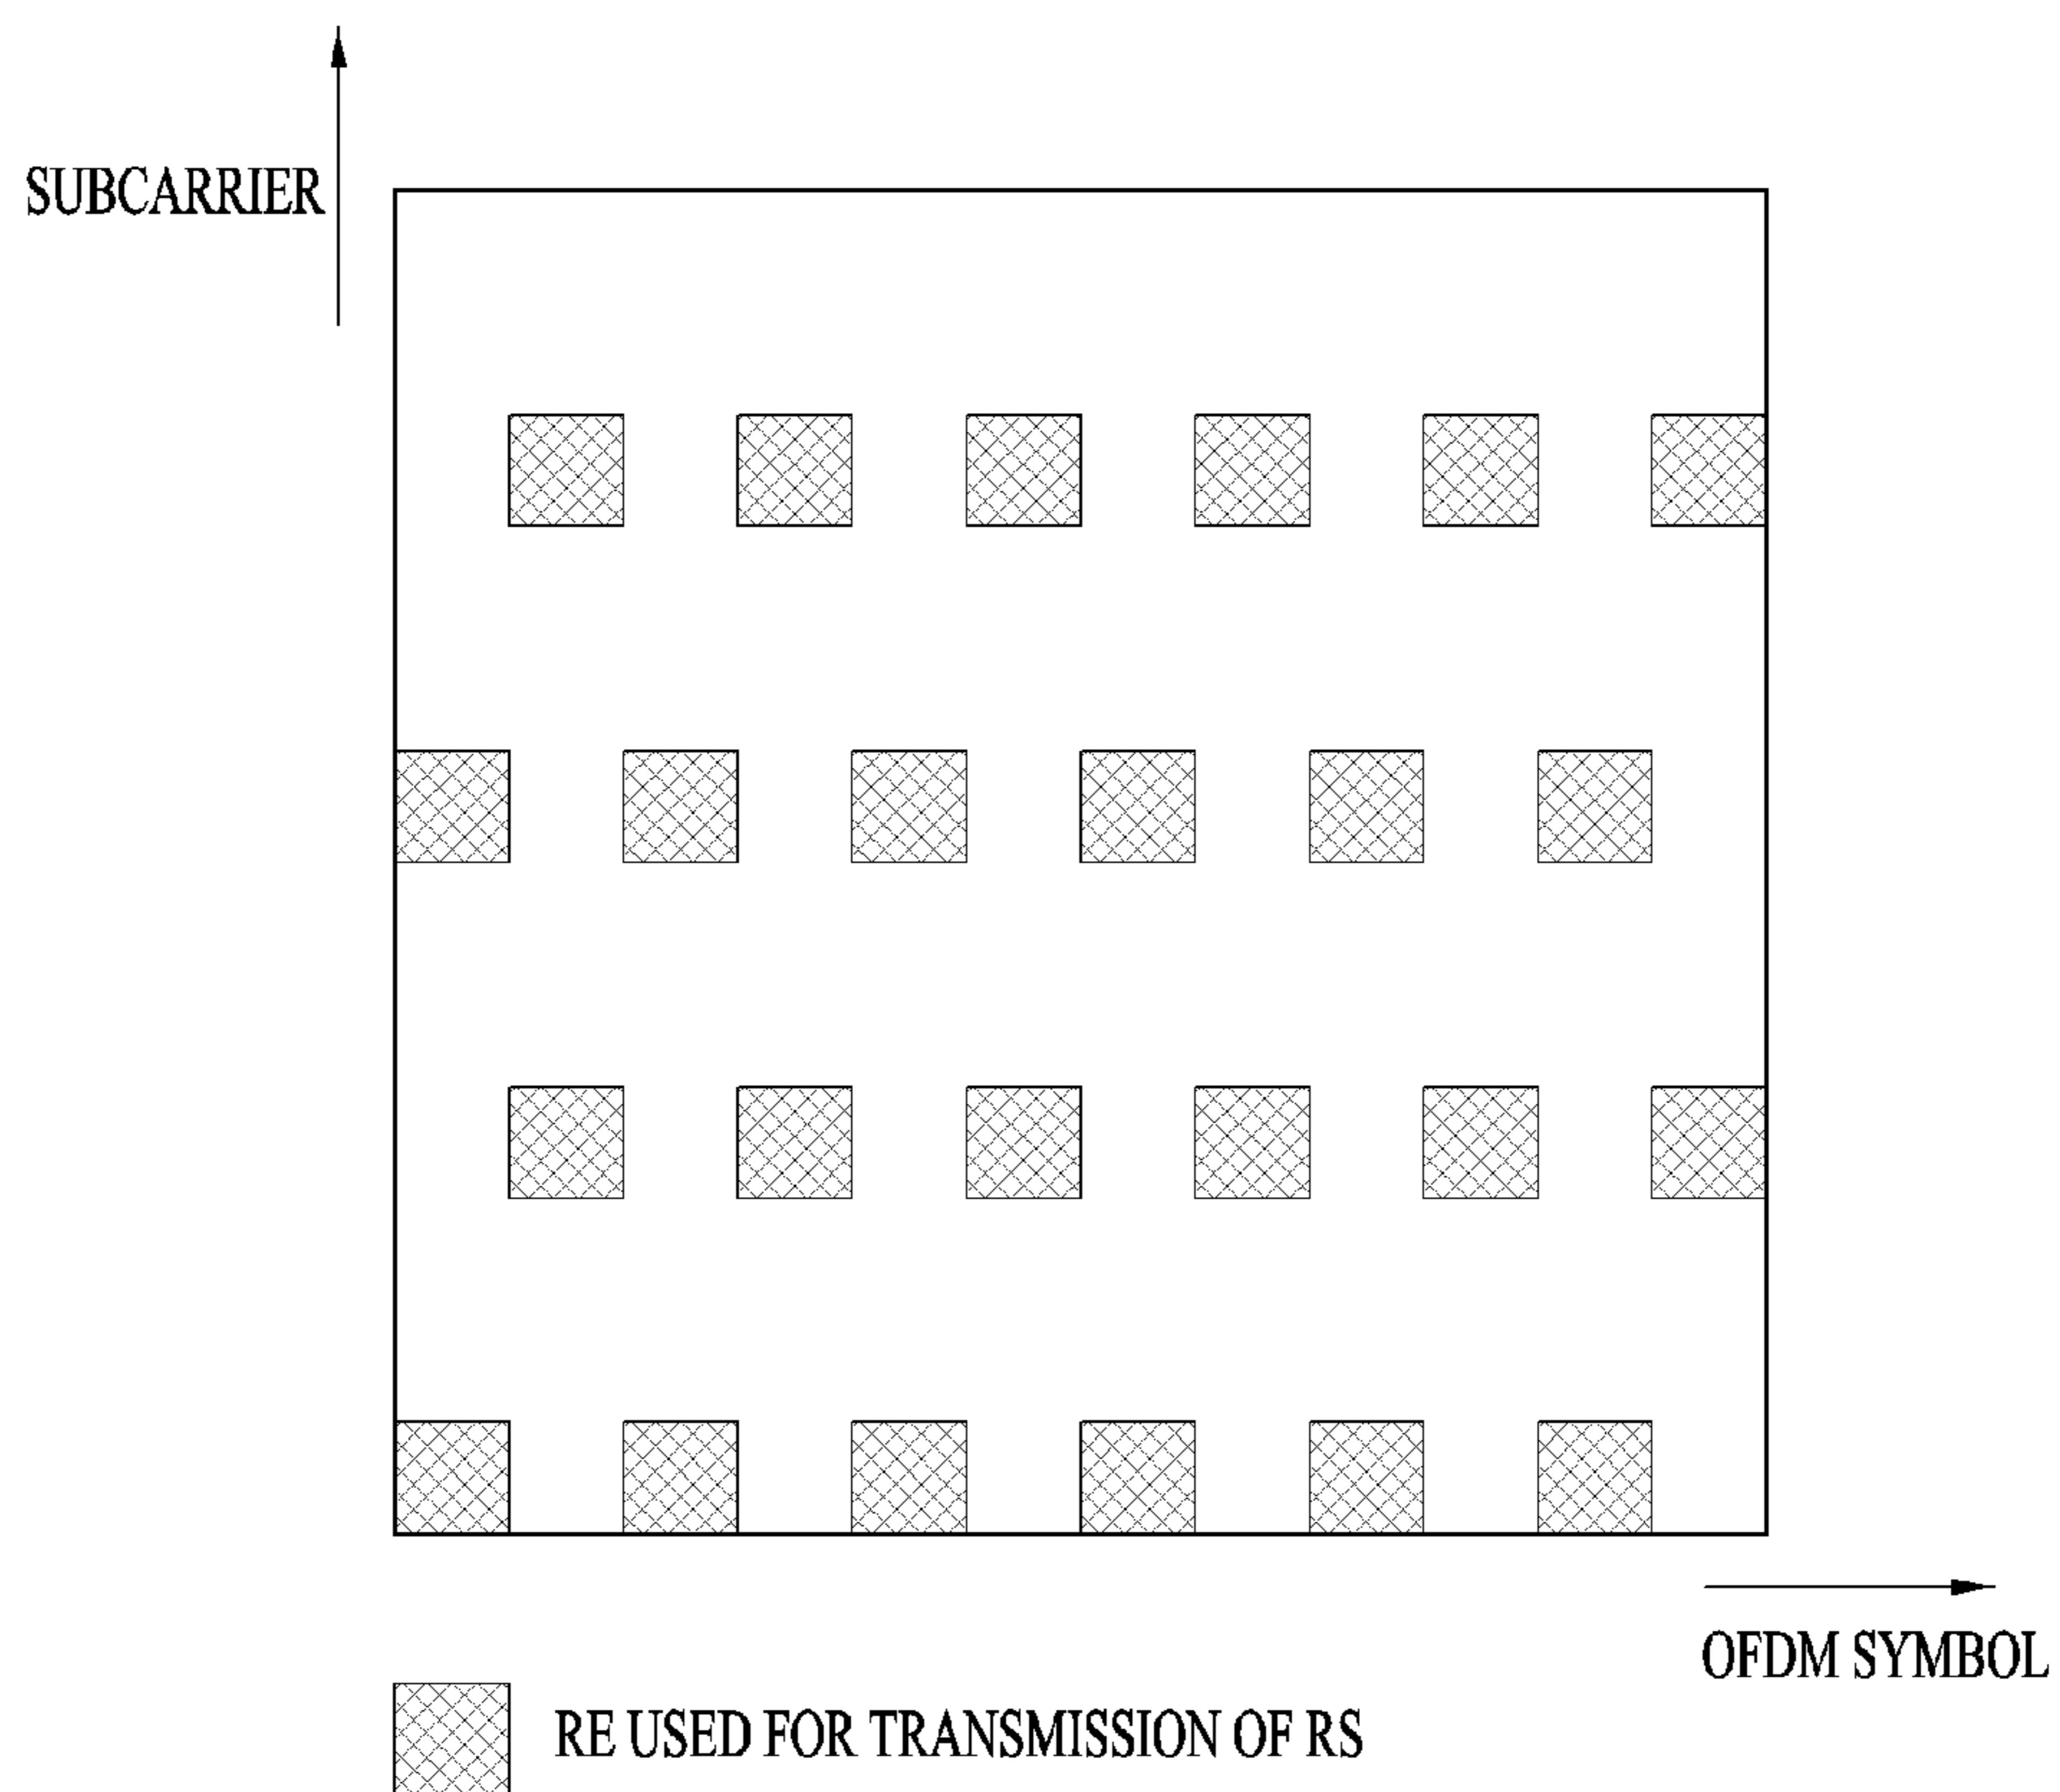 SUBCARRIER
OFDM SYMBOL
RE USED FOR TRANSMISSION OF RS